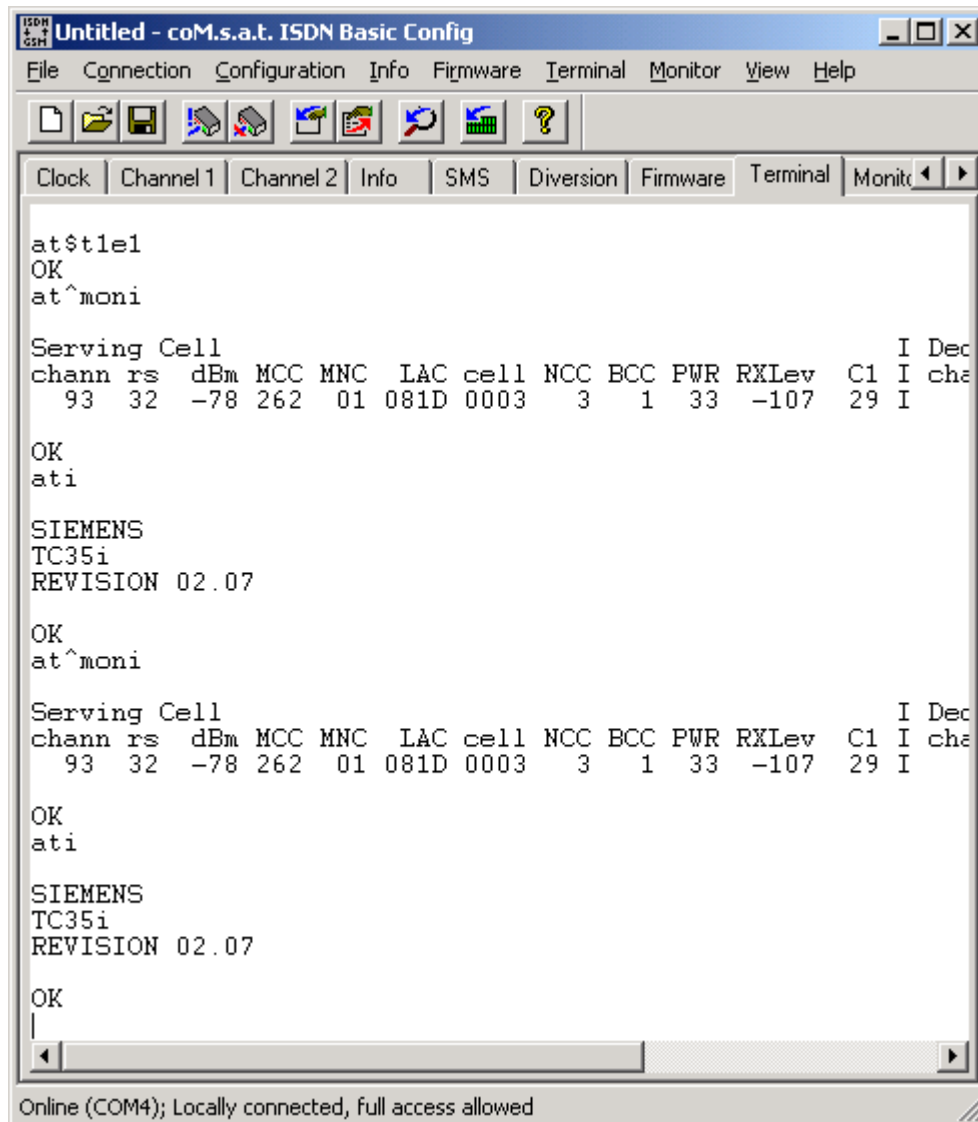 ISDN GSM Untitled - coM.s.a.t. ISDN Basic Config
File Connection Configuration Info Firmware Terminal Monitor View Help
Clock Channel 1 Channel 2 Info SMS Diversion Firmware Terminal Monito
at$t1e1
OK
at^moni
Serving Cell I Dec
chann rs dBm MCC MNC LAC cell NCC BCC PWR RXLev C1 I cha
93 32 -78 262 01 081D 0003 3 1 33 -107 29 I
OK
ati
SIEMENS
TC35i
REVISION 02.07
OK
at^moni
Serving Cell I Dec
chann rs dBm MCC MNC LAC cell NCC BCC PWR RXLev C1 I cha
93 32 -78 262 01 081D 0003 3 1 33 -107 29 I
OK
ati
SIEMENS
TC35i
REVISION 02.07
OK
Online (COM4); Locally connected, full access allowed